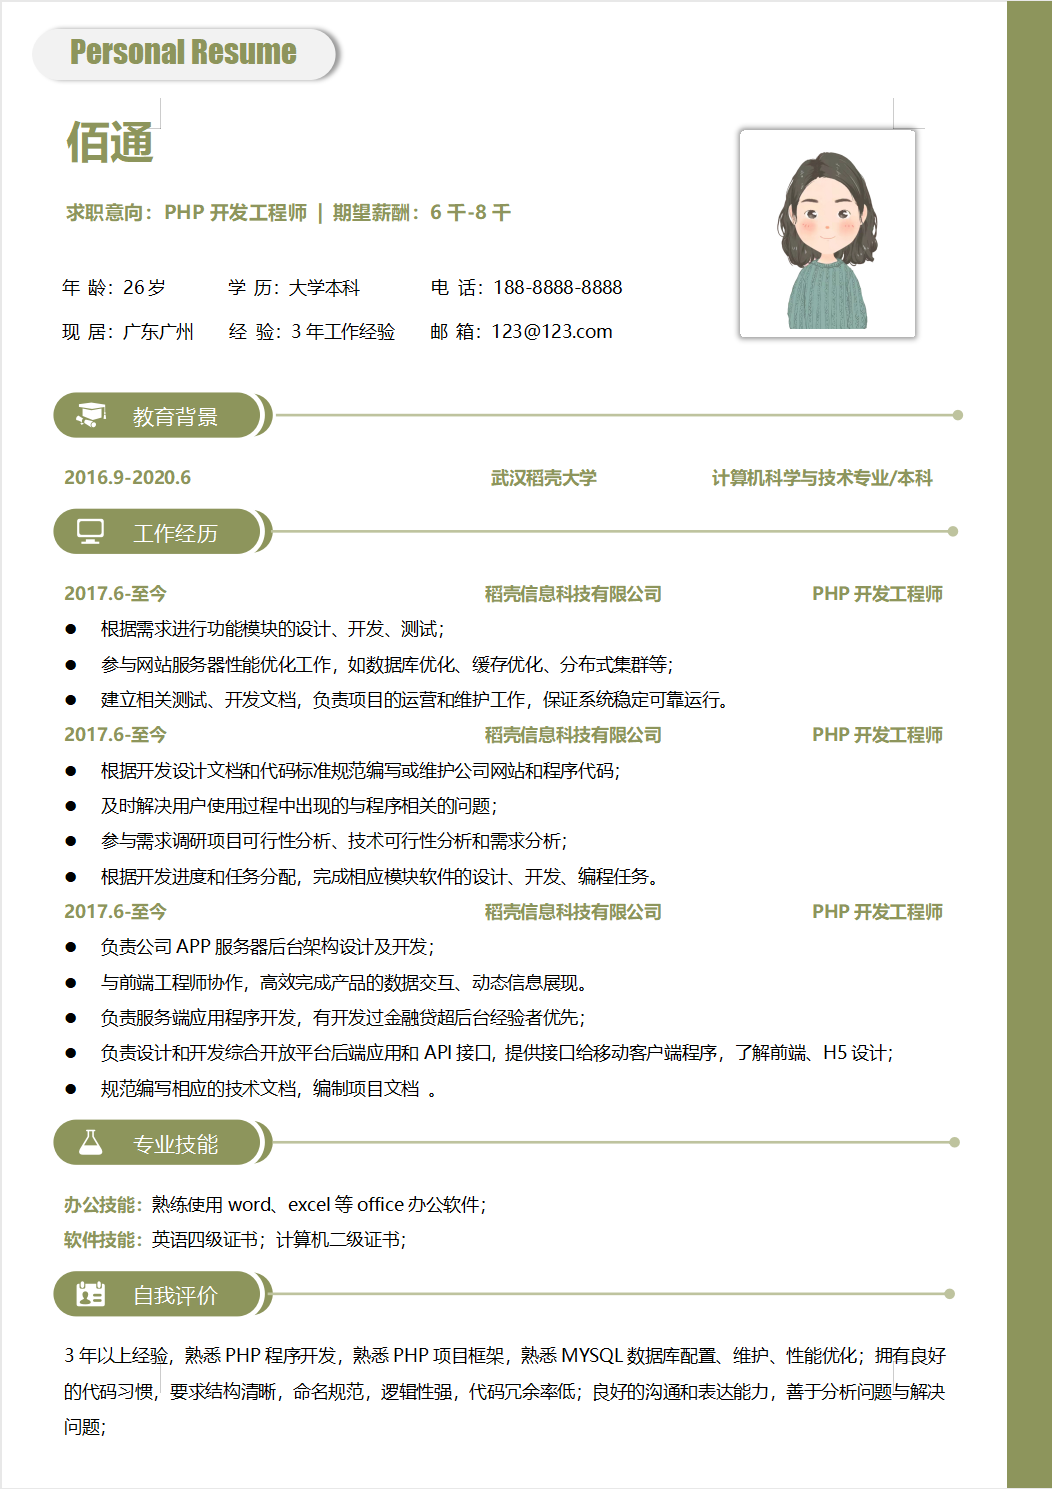 Personal Resume
佰通
求职意向：PHP 开发工程师 | 期望薪酬：6 千-8 千
年 龄：26 岁 学 历：大学本科 电 话：188-8888-8888
现 居：广东广州 经 验：3 年工作经验 邮 箱：123@123.com
教育背景
2016.9-2020.6 武汉稻壳大学 计算机科学与技术专业/本科
工作经历
2017.6-至今 稻壳信息科技有限公司 PHP 开发工程师
● 根据需求进行功能模块的设计、开发、测试；
● 参与网站服务器性能优化工作，如数据库优化、缓存优化、分布式集群等；
● 建立相关测试、开发文档，负责项目的运营和维护工作，保证系统稳定可靠运行。
2017.6-至今 稻壳信息科技有限公司 PHP 开发工程师
● 根据开发设计文档和代码标准规范编写或维护公司网站和程序代码；
● 及时解决用户使用过程中出现的与程序相关的问题；
● 参与需求调研项目可行性分析、技术可行性分析和需求分析；
● 根据开发进度和任务分配，完成相应模块软件的设计、开发、编程任务。
2017.6-至今 稻壳信息科技有限公司 PHP 开发工程师
● 负责公司 APP 服务器后台架构设计及开发；
● 与前端工程师协作，高效完成产品的数据交互、动态信息展现。
● 负责服务端应用程序开发，有开发过金融贷超后台经验者优先；
● 负责设计和开发综合开放平台后端应用和 API 接口, 提供接口给移动客户端程序，了解前端、H5 设计；
● 规范编写相应的技术文档，编制项目文档 。
专业技能
办公技能：熟练使用 word、excel 等 office 办公软件；
软件技能：英语四级证书；计算机二级证书；
自我评价
3 年以上经验，熟悉 PHP 程序开发，熟悉 PHP 项目框架，熟悉 MYSQL 数据库配置、维护、性能优化；拥有良好
的代码习惯，要求结构清晰，命名规范，逻辑性强，代码冗余率低；良好的沟通和表达能力，善于分析问题与解决
问题；